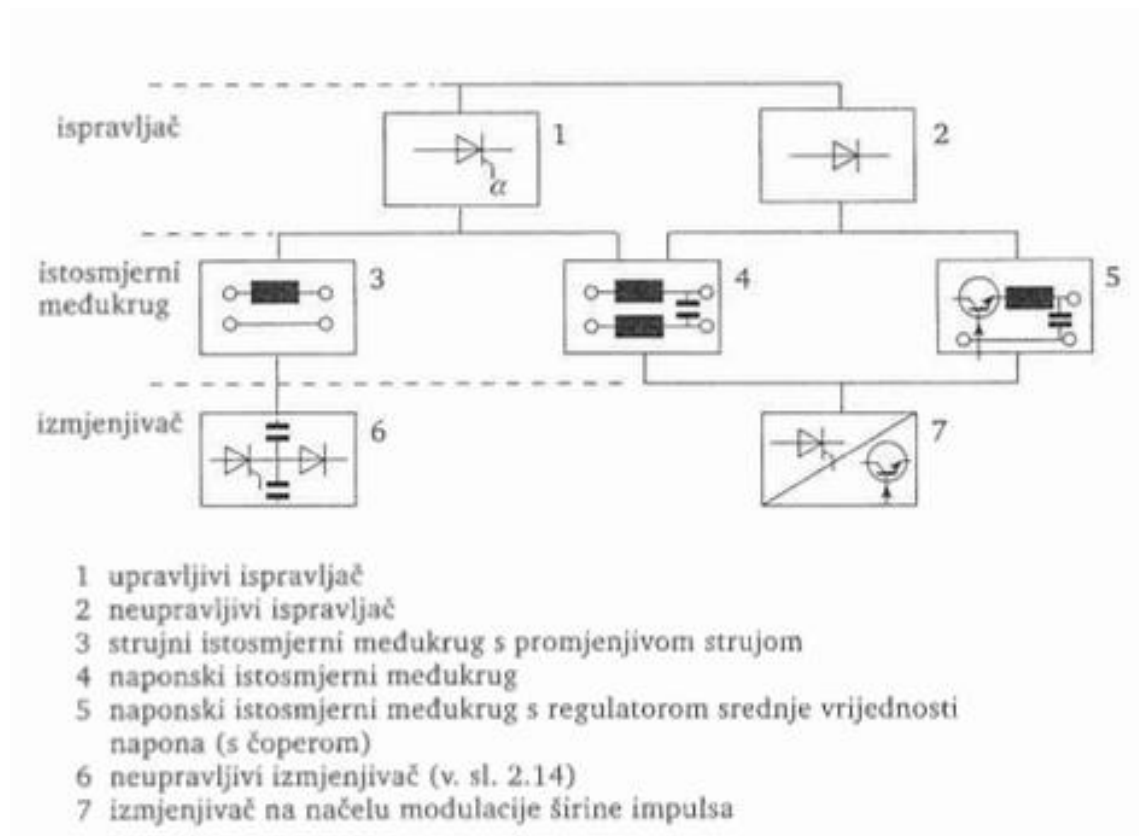 ispravljač
1
α
2
istosmjerni
međukrug
3
4
5
izmjenjivač
6
7
1 upravljivi ispravljač
2 neupravljivi ispravljač
3 strujni istosmjerni međukrug s promjenjivom strujom
4 naponski istosmjerni međukrug
5 naponski istosmjerni međukrug s regulatorom srednje vrijednosti
napona (s čoperom)
6 neupravljivi izmjenjivač (v. sl. 2.14)
7 izmjenjivač na načelu modulacije širine impulsa